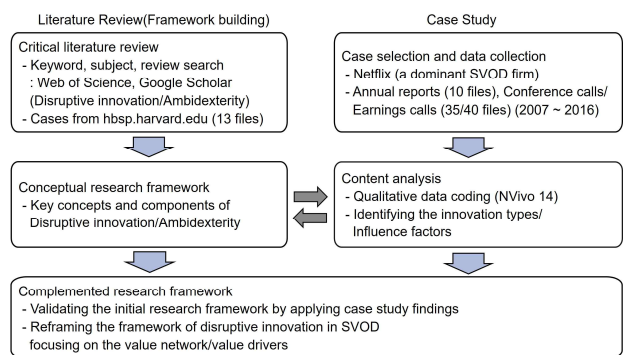 Literature Review(Framework building)
Critical literature review
- Keyword, subject, review search
: Web of Science, Google Scholar
(Disruptive innovation/Ambidexterity)
- Cases from hbsp.harvard.edu (13 files)
Conceptual research framework
- Key concepts and components of
Disruptive innovation/Ambidexterity
Case Study
Case selection and data collection
- Netflix (a dominant SVOD firm)
- Annual reports (10 files), Conference calls/
Earnings calls (35/40 files) (2007 ~ 2016)
Content analysis
- Qualitative data coding (NVivo 14)
- Identifying the innovation types/
Influence factors
Complemented research framework
- Validating the initial research framework by applying case study findings
- Reframing the framework of disruptive innovation in SVOD
focusing on the value network/value drivers